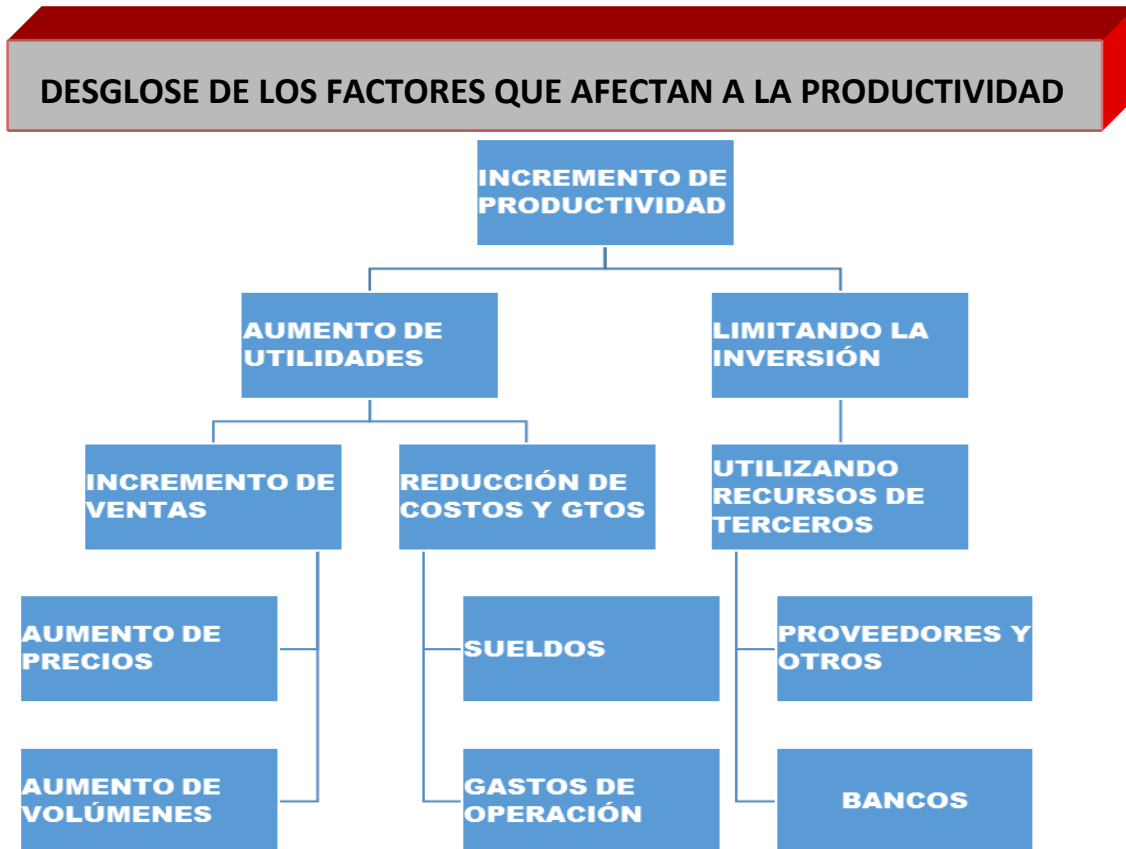 DESGLOSE DE LOS FACTORES QUE AFECTAN A LA PRODUCTIVIDAD
INCREMENTO DE
PRODUCTIVIDAD
AUMENTO DE
UTILIDADES
LIMITANDO LA
INVERSIÓN
INCREMENTO DE
VENTAS
REDUCCIÓN DE
COSTOS Y GTOS
UTILIZANDO
RECURSOS DE
TERCEROS
AUMENTO DE
PRECIOS
SUELDOS
PROVEEDORES Y
OTROS
AUMENTO DE
VOLÚMENES
GASTOS DE
OPERACIÓN
BANCOS